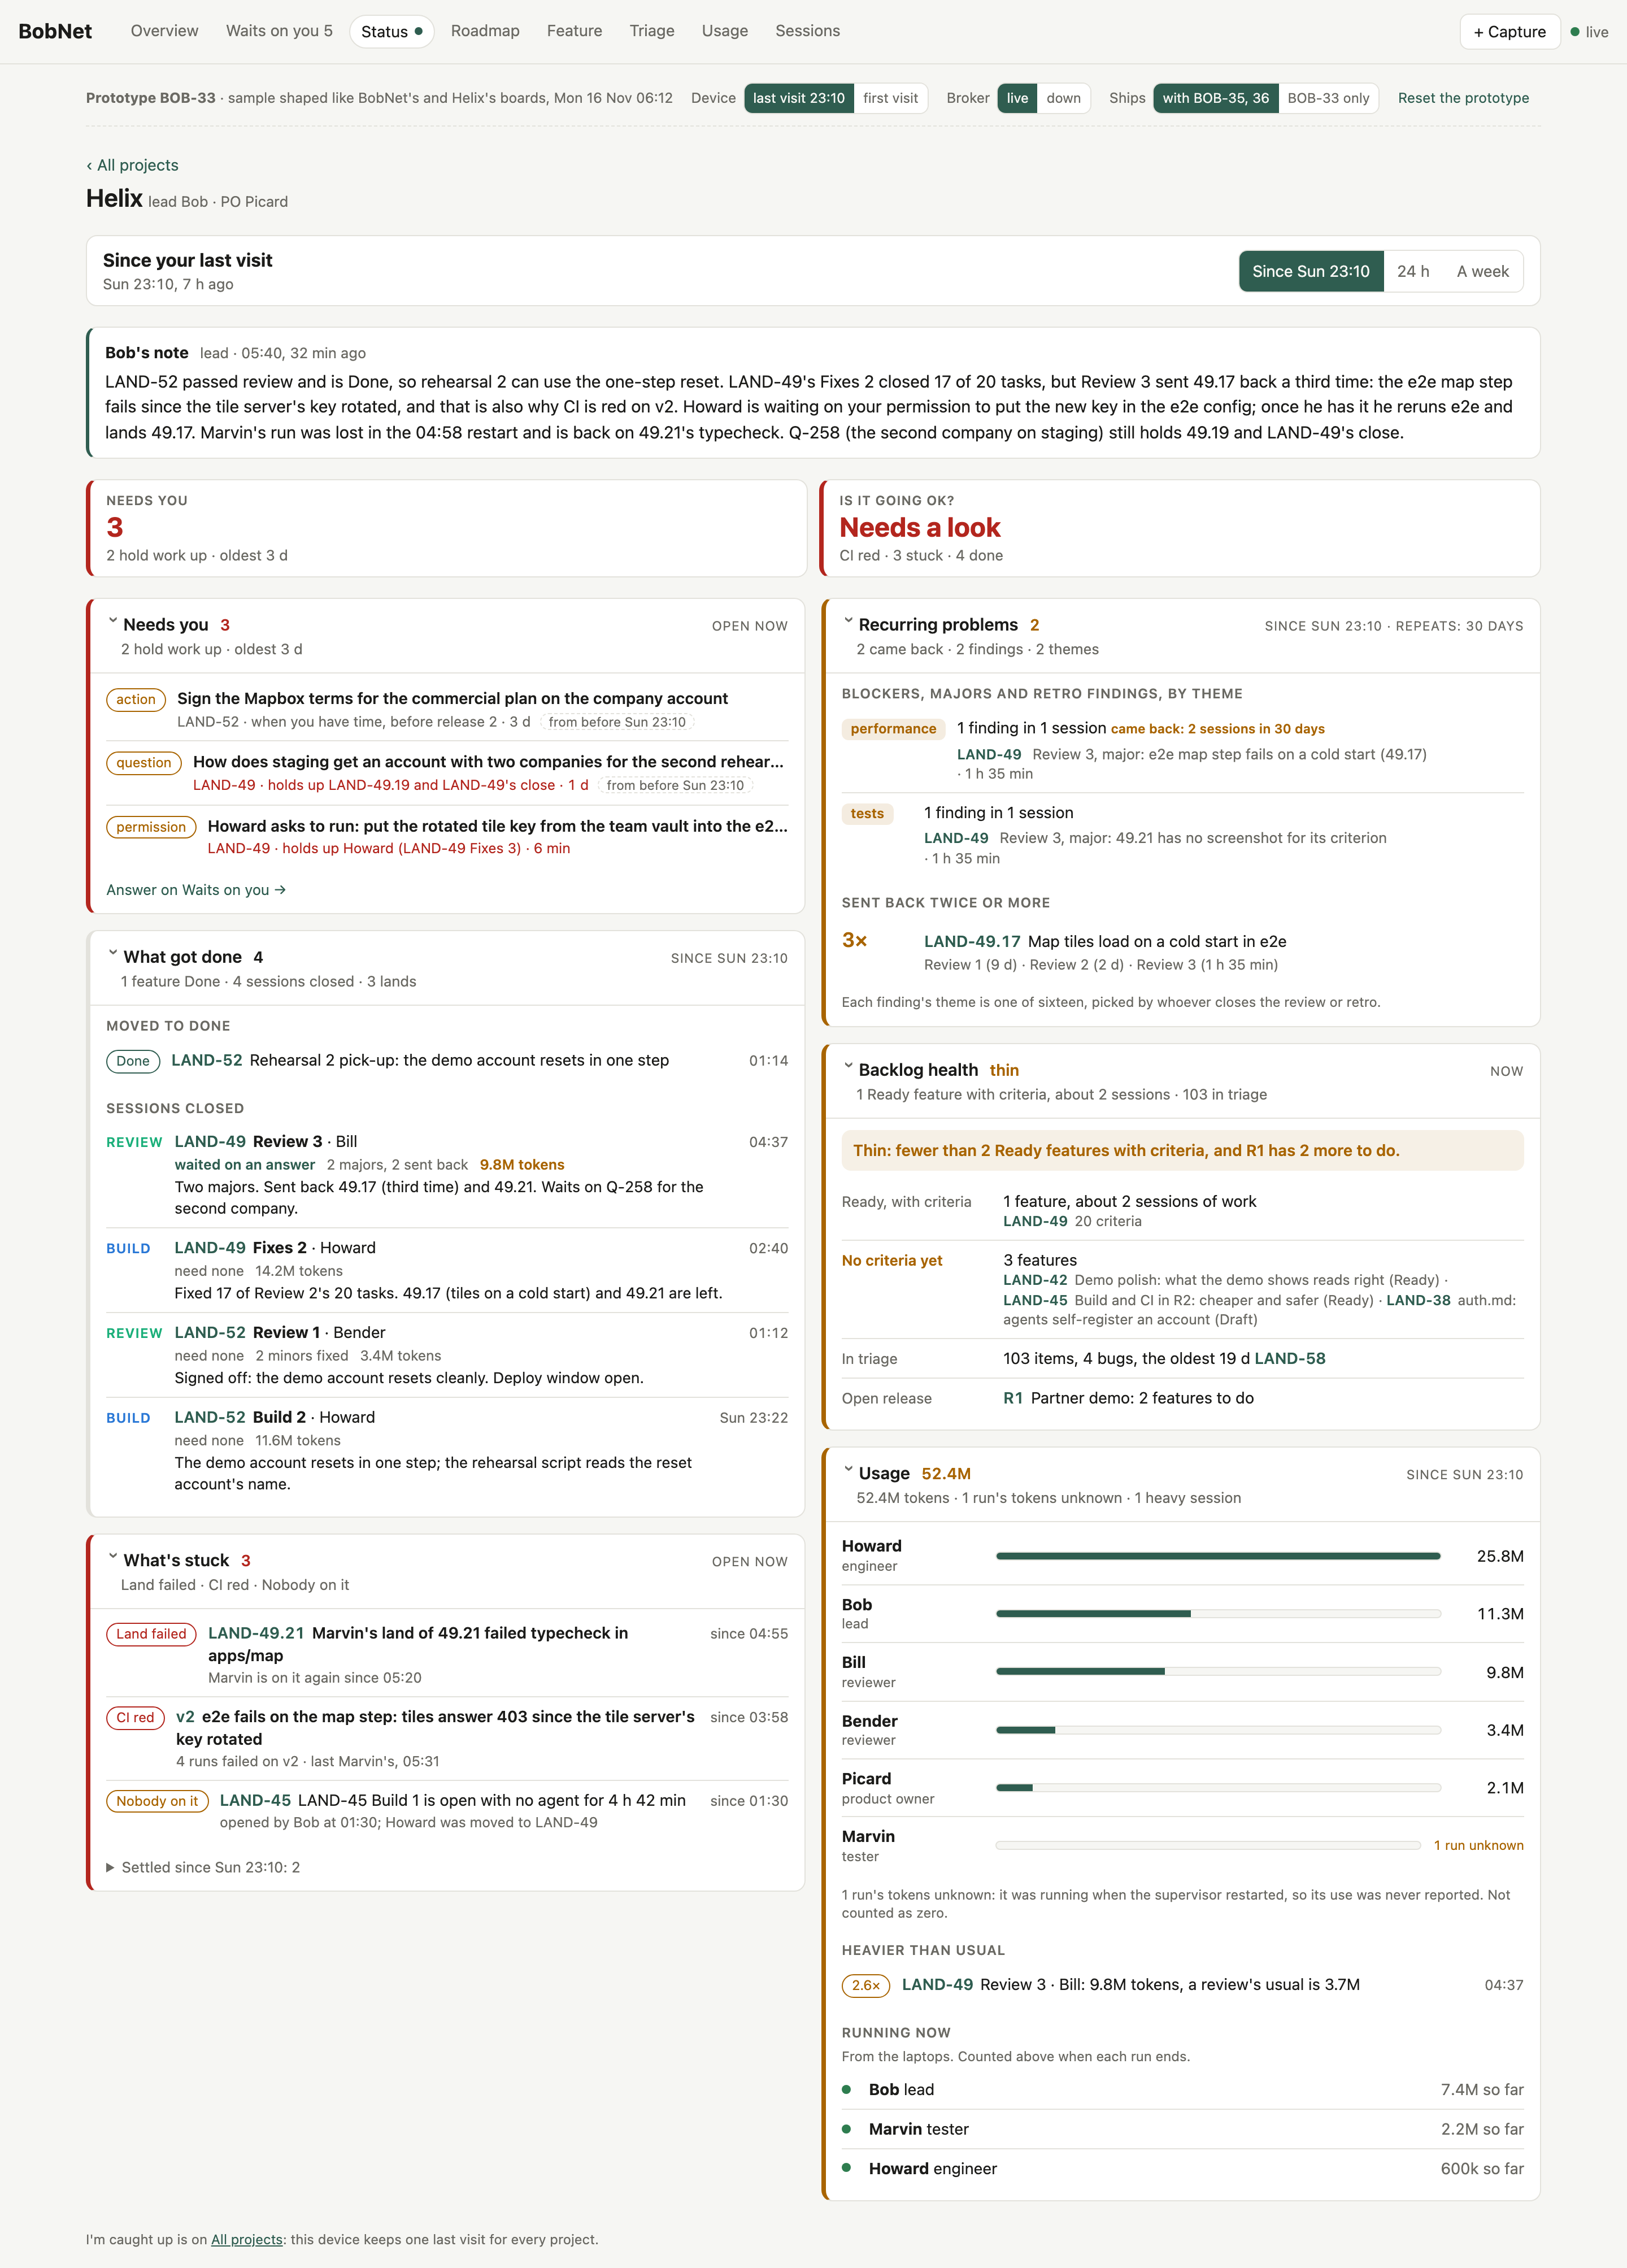 BobNet Overview Waits on you 5 Status Roadmap Feature Triage Usage Sessions + Capture live
Prototype BOB-33 · sample shaped like BobNet's and Helix's boards, Mon 16 Nov 06:12 Device last visit 23:10 first visit Broker live down Ships with BOB-35, 36 BOB-33 only Reset the prototype
‹ All projects
Helix lead Bob · PO Picard
Since your last visit
Sun 23:10, 7 h ago
Since Sun 23:10 24 h A week
Bob's note lead · 05:40, 32 min ago
LAND-52 passed review and is Done, so rehearsal 2 can use the one-step reset. LAND-49's Fixes 2 closed 17 of 20 tasks, but Review 3 sent 49.17 back a third time: the e2e map step
fails since the tile server's key rotated, and that is also why CI is red on v2. Howard is waiting on your permission to put the new key in the e2e config; once he has it he reruns e2e and
lands 49.17. Marvin's run was lost in the 04:58 restart and is back on 49.21's typecheck. Q-258 (the second company on staging) still holds 49.19 and LAND-49's close.
NEEDS YOU
3
2 hold work up · oldest 3 d
IS IT GOING OK?
Needs a look
CI red · 3 stuck · 4 done
Needs you 3 OPEN NOW
2 hold work up · oldest 3 d
action Sign the Mapbox terms for the commercial plan on the company account
LAND-52 · when you have time, before release 2 · 3 d from before Sun 23:10
question How does staging get an account with two companies for the second rehear...
LAND-49 · holds up LAND-49.19 and LAND-49's close · 1 d from before Sun 23:10
permission Howard asks to run: put the rotated tile key from the team vault into the e2...
LAND-49 · holds up Howard (LAND-49 Fixes 3) · 6 min
Answer on Waits on you →
What got done 4 SINCE SUN 23:10
1 feature Done · 4 sessions closed · 3 lands
MOVED TO DONE
Done LAND-52 Rehearsal 2 pick-up: the demo account resets in one step 01:14
SESSIONS CLOSED
REVIEW LAND-49 Review 3 · Bill 04:37
waited on an answer 2 majors, 2 sent back 9.8M tokens
Two majors. Sent back 49.17 (third time) and 49.21. Waits on Q-258 for the
second company.
BUILD LAND-49 Fixes 2 · Howard 02:40
need none 14.2M tokens
Fixed 17 of Review 2's 20 tasks. 49.17 (tiles on a cold start) and 49.21 are left.
REVIEW LAND-52 Review 1 · Bender 01:12
need none 2 minors fixed 3.4M tokens
Signed off: the demo account resets cleanly. Deploy window open.
BUILD LAND-52 Build 2 · Howard Sun 23:22
need none 11.6M tokens
The demo account resets in one step; the rehearsal script reads the reset
account's name.
What's stuck 3 OPEN NOW
Land failed · CI red · Nobody on it
Land failed LAND-49.21 Marvin's land of 49.21 failed typecheck in since 04:55
apps/map
Marvin is on it again since 05:20
CI red v2 e2e fails on the map step: tiles answer 403 since the tile server's since 03:58
key rotated
4 runs failed on v2 · last Marvin's, 05:31
Nobody on it LAND-45 LAND-45 Build 1 is open with no agent for 4 h 42 min since 01:30
opened by Bob at 01:30; Howard was moved to LAND-49
Settled since Sun 23:10: 2
Recurring problems 2 SINCE SUN 23:10 · REPEATS: 30 DAYS
2 came back · 2 findings · 2 themes
BLOCKERS, MAJORS AND RETRO FINDINGS, BY THEME
performance 1 finding in 1 session came back: 2 sessions in 30 days
LAND-49 Review 3, major: e2e map step fails on a cold start (49.17)
· 1 h 35 min
tests 1 finding in 1 session
LAND-49 Review 3, major: 49.21 has no screenshot for its criterion
· 1 h 35 min
SENT BACK TWICE OR MORE
3× LAND-49.17 Map tiles load on a cold start in e2e
Review 1 (9 d) · Review 2 (2 d) · Review 3 (1 h 35 min)
Each finding's theme is one of sixteen, picked by whoever closes the review or retro.
Backlog health thin NOW
1 Ready feature with criteria, about 2 sessions · 103 in triage
Thin: fewer than 2 Ready features with criteria, and R1 has 2 more to do.
Ready, with criteria 1 feature, about 2 sessions of work
LAND-49 20 criteria
No criteria yet 3 features
LAND-42 Demo polish: what the demo shows reads right (Ready) ·
LAND-45 Build and CI in R2: cheaper and safer (Ready) · LAND-38 auth.md:
agents self-register an account (Draft)
In triage 103 items, 4 bugs, the oldest 19 d LAND-58
Open release R1 Partner demo: 2 features to do
Usage 52.4M SINCE SUN 23:10
52.4M tokens · 1 run's tokens unknown · 1 heavy session
Howard 25.8M
engineer
Bob 11.3M
lead
Bill 9.8M
reviewer
Bender 3.4M
reviewer
Picard 2.1M
product owner
Marvin 1 run unknown
tester
1 run's tokens unknown: it was running when the supervisor restarted, so its use was never reported. Not
counted as zero.
HEAVIER THAN USUAL
2.6× LAND-49 Review 3 · Bill: 9.8M tokens, a review's usual is 3.7M 04:37
RUNNING NOW
From the laptops. Counted above when each run ends.
Bob lead 7.4M so far
Marvin tester 2.2M so far
Howard engineer 600k so far
I'm caught up is on All projects: this device keeps one last visit for every project.